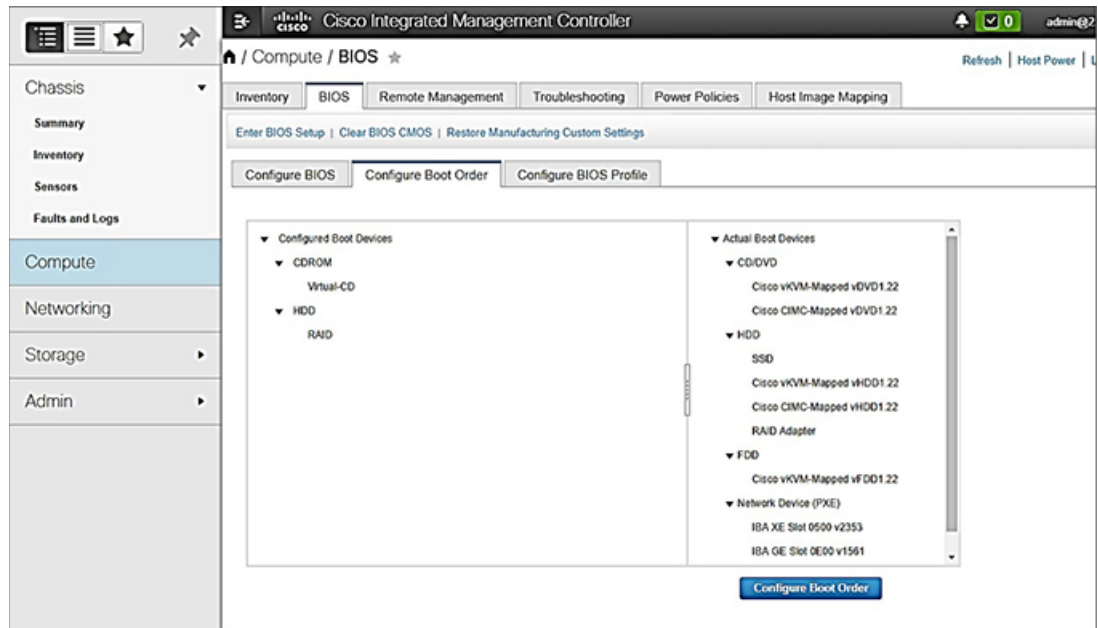 cisco Cisco Integrated Management Controller
0
admin@2
/ Compute / BIOS
Refresh | Host Power |
Chassis
Summary
Inventory
Sensors
Faults and Logs
Compute
Networking
Storage
Admin
Inventory
BIOS
Remote Management
Troubleshooting
Power Policies
Host Image Mapping
Enter BIOS Setup | Clear BIOS CMOS | Restore Manufacturing Custom Settings
Configure BIOS
Configure Boot Order
Configure BIOS Profile
Configured Boot Devices
CDROM
Virtual-CD
HDD
RAID
Actual Boot Devices
CD/DVD
Cisco vKVM-Mapped vDVD1.22
Cisco CIMC-Mapped vDVD1.22
HDD
SSD
Cisco vKVM-Mapped vHDD1.22
Cisco CIMC-Mapped vHDD1.22
RAID Adapter
FDD
Cisco vKVM-Mapped vFDD1.22
Network Device (PXE)
IBA XE Slot 0500 v2353
IBA GE Slot 0E00 v1561
Configure Boot Order